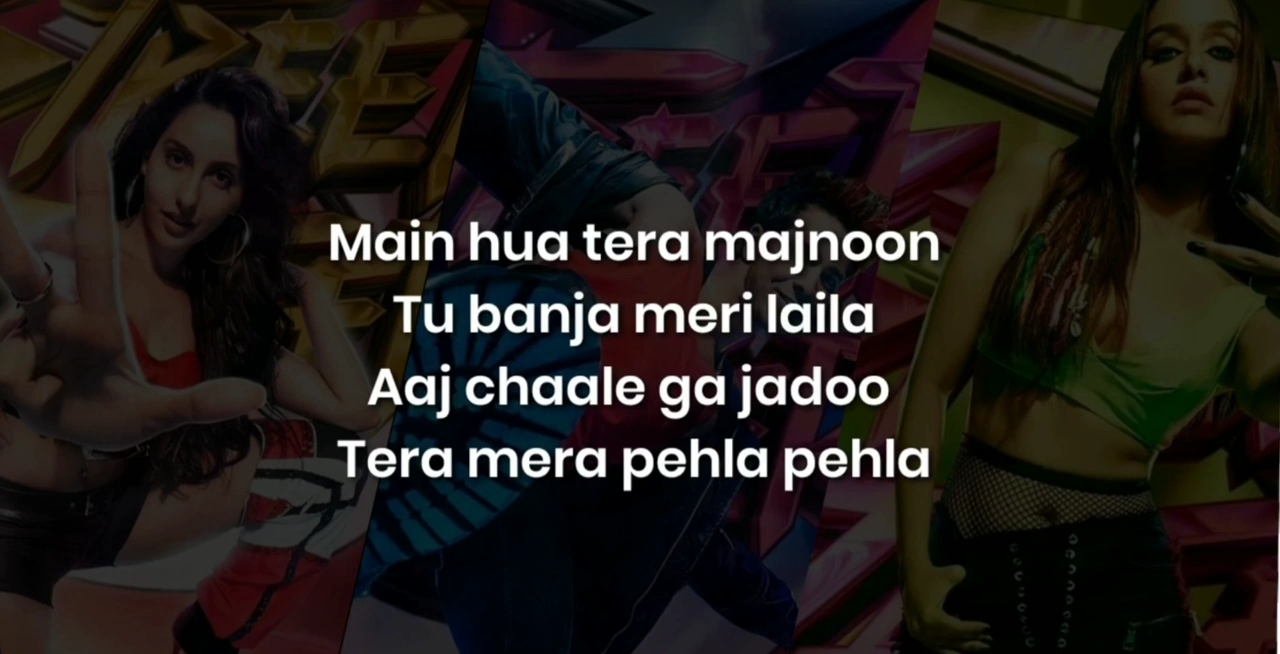 Main hua tera majnoon
Tu banja meri laila
Aaj chaale ga jadoo
Tera mera pehla pehla